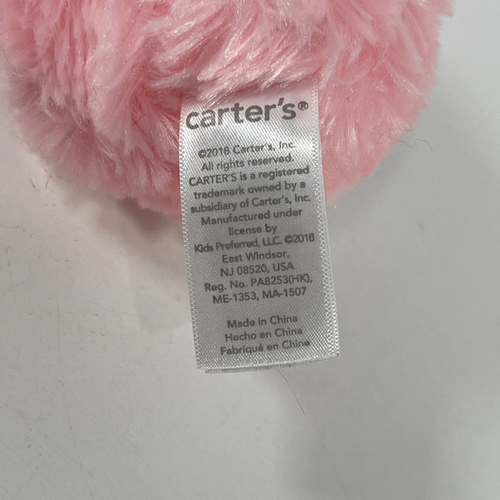 carter's®
©2016 Carter's, Inc.
All rights reserved.
CARTER'S is a registered
trademark owned by a
subsidiary of Carter's, Inc.
Manufactured under
license by
Kids Preferred, LLC. ©2016
East Windsor,
NJ 08520, USA
Reg. No. PA8253(HK),
ME-1353, MA-1507
Made in China
Hecho en China
Fabriqué en Chine